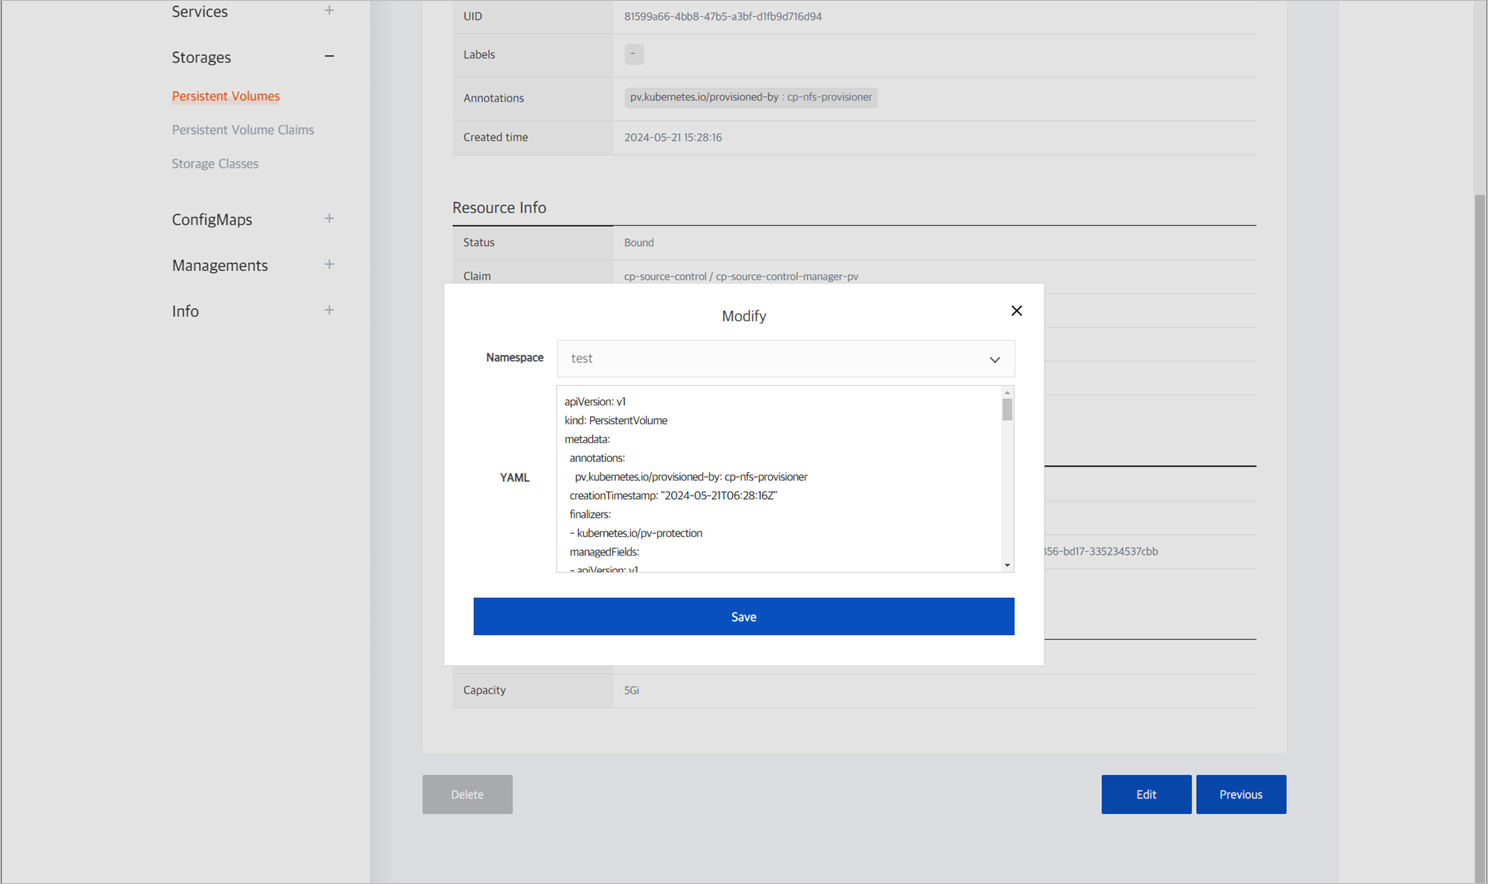 Services
Storages
Persistent Volumes
Persistent Volume Claims
Storage Classes
ConfigMaps
Managements
Info
UID 81599a66-4bb8-47b5-a3bf-d1fb9d716d94
Labels -
Annotations pv.kubernetes.io/provisioned-by : cp-nfs-provisioner
Created time 2024-05-21 15:28:16
Resource Info
Status Bound
Claim cp-source-control / cp-source-control-manager-pv
Modify
Namespace test
YAML
apiVersion: v1
kind: PersistentVolume
metadata:
annotations:
pv.kubernetes.io/provisioned-by: cp-nfs-provisioner
creationTimestamp: "2024-05-21T06:28:16Z"
finalizers:
- kubernetes.io/pv-protection
managedFields:
- apiVersion: v1
Save
356-bd17-335234537cbb
Capacity 5Gi
Delete
Edit
Previous